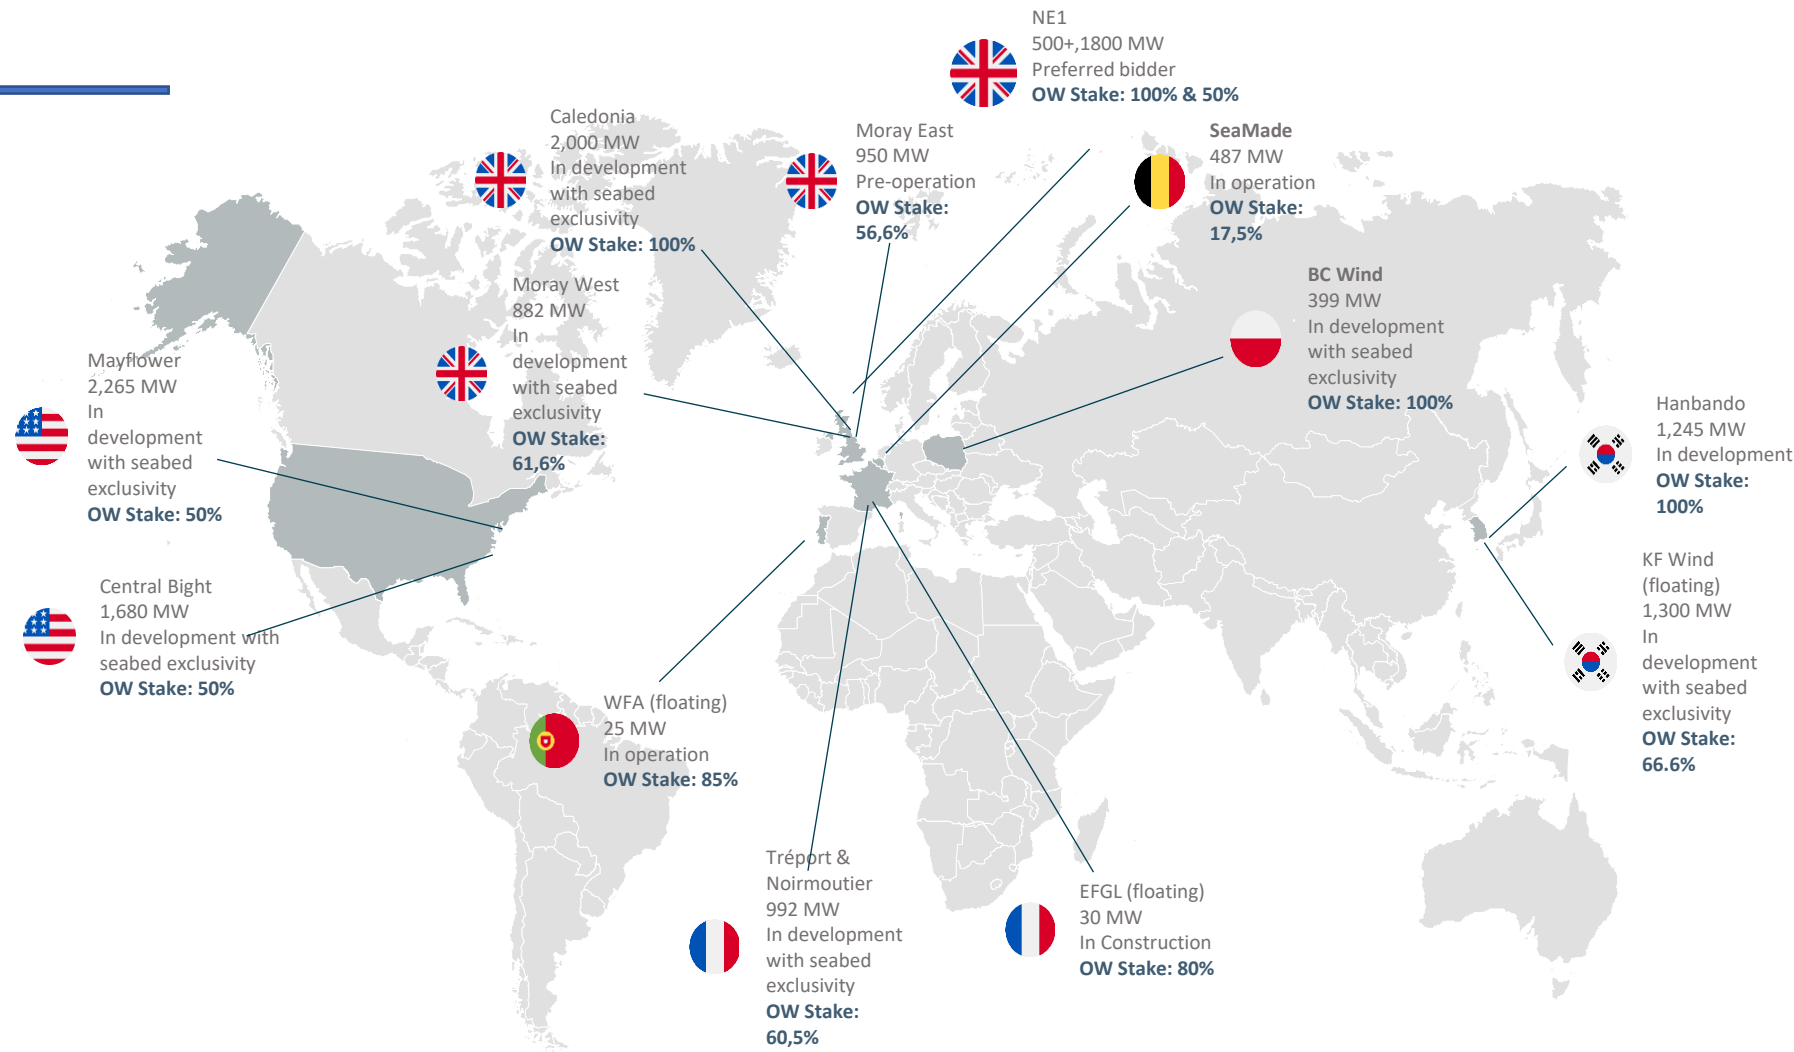 NE1
500+,1800 MW
Preferred bidder
OW Stake: 100% & 50%
Caledonia
2,000 MW
In development
with seabed
exclusivity
OW Stake: 100%
Moray East
950 MW
Pre-operation
OW Stake:
56,6%
SeaMade
487 MW
In operation
OW Stake:
17,5%
Moray West
882 MW
In
development
with seabed
exclusivity
OW Stake:
61,6%
BC Wind
399 MW
In development
with seabed
exclusivity
OW Stake: 100%
Mayflower
2,265 MW
In
development
with seabed
exclusivity
OW Stake: 50%
Hanbando
1,245 MW
In development
OW Stake:
100%
Central Bight
1,680 MW
In development with
seabed exclusivity
OW Stake: 50%
KF Wind
(floating)
1,300 MW
In
development
with seabed
exclusivity
OW Stake:
66.6%
WFA (floating)
25 MW
In operation
OW Stake: 85%
Tréport &
Noirmoutier
992 MW
In development
with seabed
exclusivity
OW Stake:
60,5%
EFGL (floating)
30 MW
In Construction
OW Stake: 80%